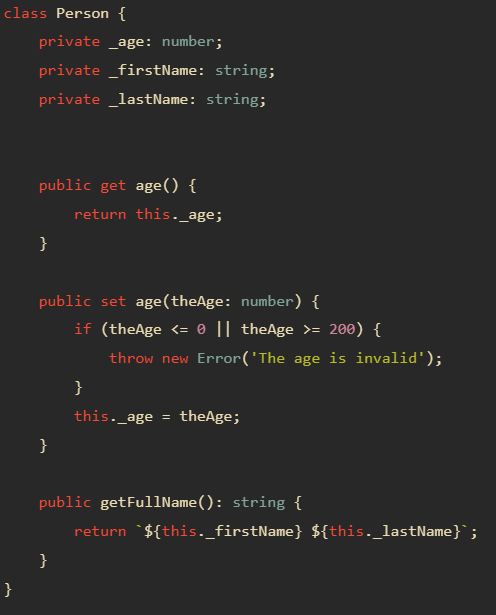 class Person {
    private _age: number;
    private _firstName: string;
    private _lastName: string;
    public get age() {
        return this._age;
    }
    public set age(theAge: number) {
        if (theAge <= 0 || theAge >= 200) {
            throw new Error('The age is invalid');
        }
        this._age = theAge;
    }
    public getFullName(): string {
        return `${this._firstName} ${this._lastName}`;
    }
}